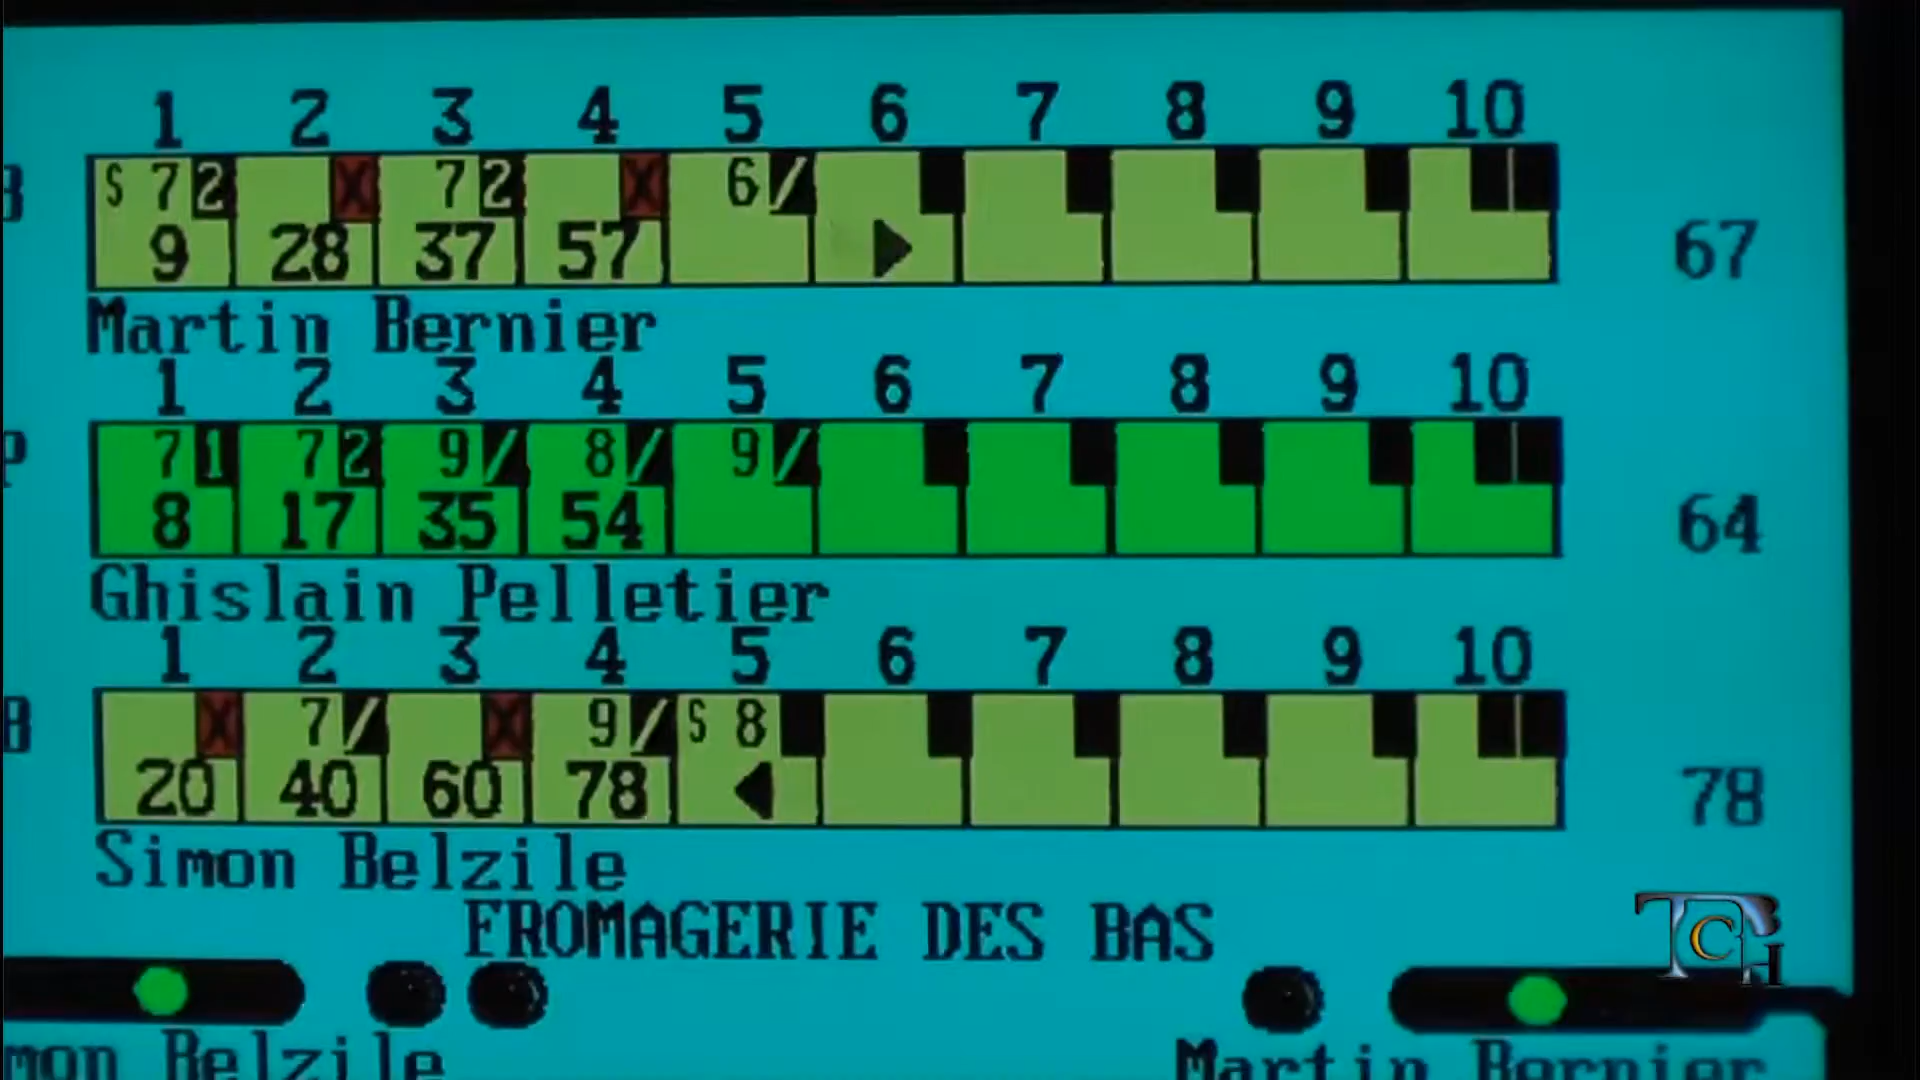 1 2 3 4 5 6 7 8 9 10
S 7 2 X 7 2 X 6 /
9 28 37 57 67
Martin Bernier
1 2 3 4 5 6 7 8 9 10
7 1 7 2 9 / 8 / 9 /
8 17 35 54 64
Ghislain Pelletier
1 2 3 4 5 6 7 8 9 10
X 7 / X 9 / S 8
20 40 60 78 78
Simon Belzile
FROMAGERIE DES BAS
mon Belzile
Martin Bernier